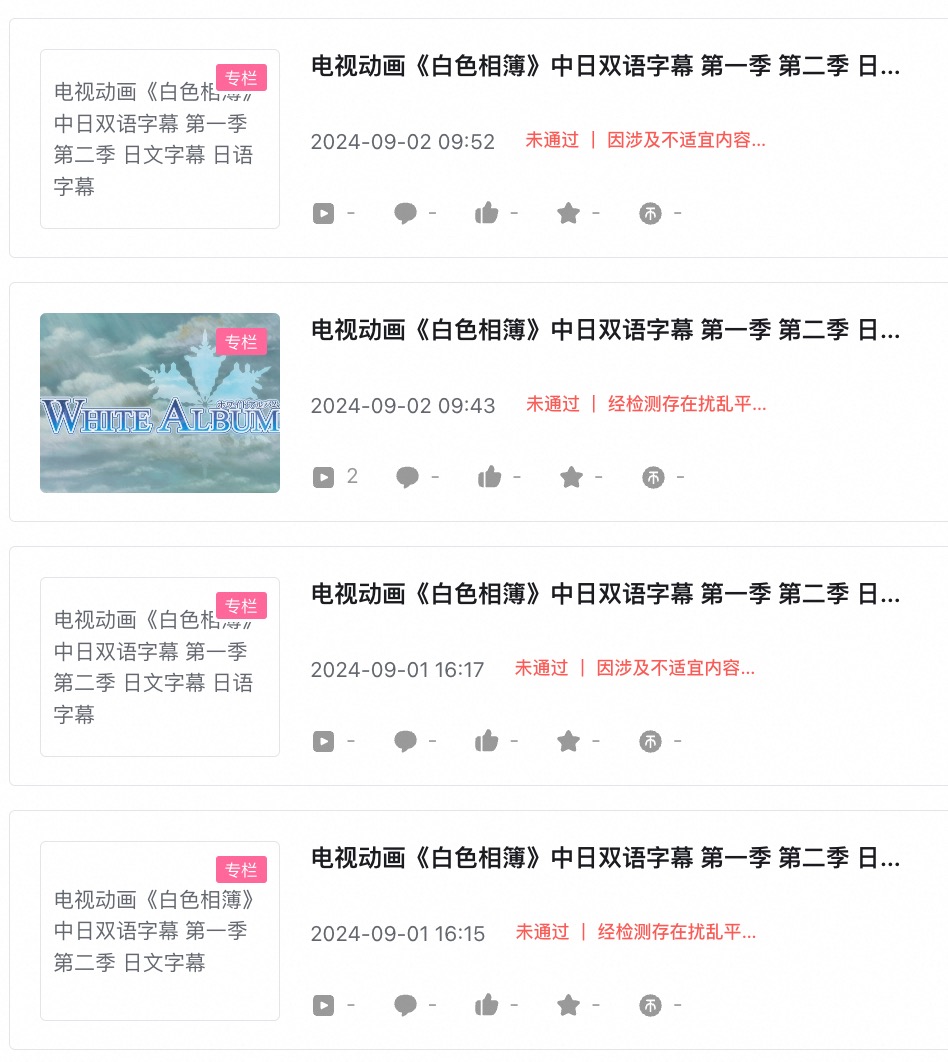 专栏
电视动画《白色相簿》
中日双语字幕 第一季
第二季 日文字幕 日语
字幕
电视动画《白色相簿》中日双语字幕 第一季 第二季 日...
2024-09-02 09:52 未通过 | 因涉及不适宜内容...
- - - - -
专栏
WHITE ALBUM
ホワイトアルバム
电视动画《白色相簿》中日双语字幕 第一季 第二季 日...
2024-09-02 09:43 未通过 | 经检测存在扰乱平...
2 - - - -
专栏
电视动画《白色相簿》
中日双语字幕 第一季
第二季 日文字幕 日语
字幕
电视动画《白色相簿》中日双语字幕 第一季 第二季 日...
2024-09-01 16:17 未通过 | 因涉及不适宜内容...
- - - - -
专栏
电视动画《白色相簿》
中日双语字幕 第一季
第二季 日文字幕
电视动画《白色相簿》中日双语字幕 第一季 第二季 日...
2024-09-01 16:15 未通过 | 经检测存在扰乱平...
- - - - -